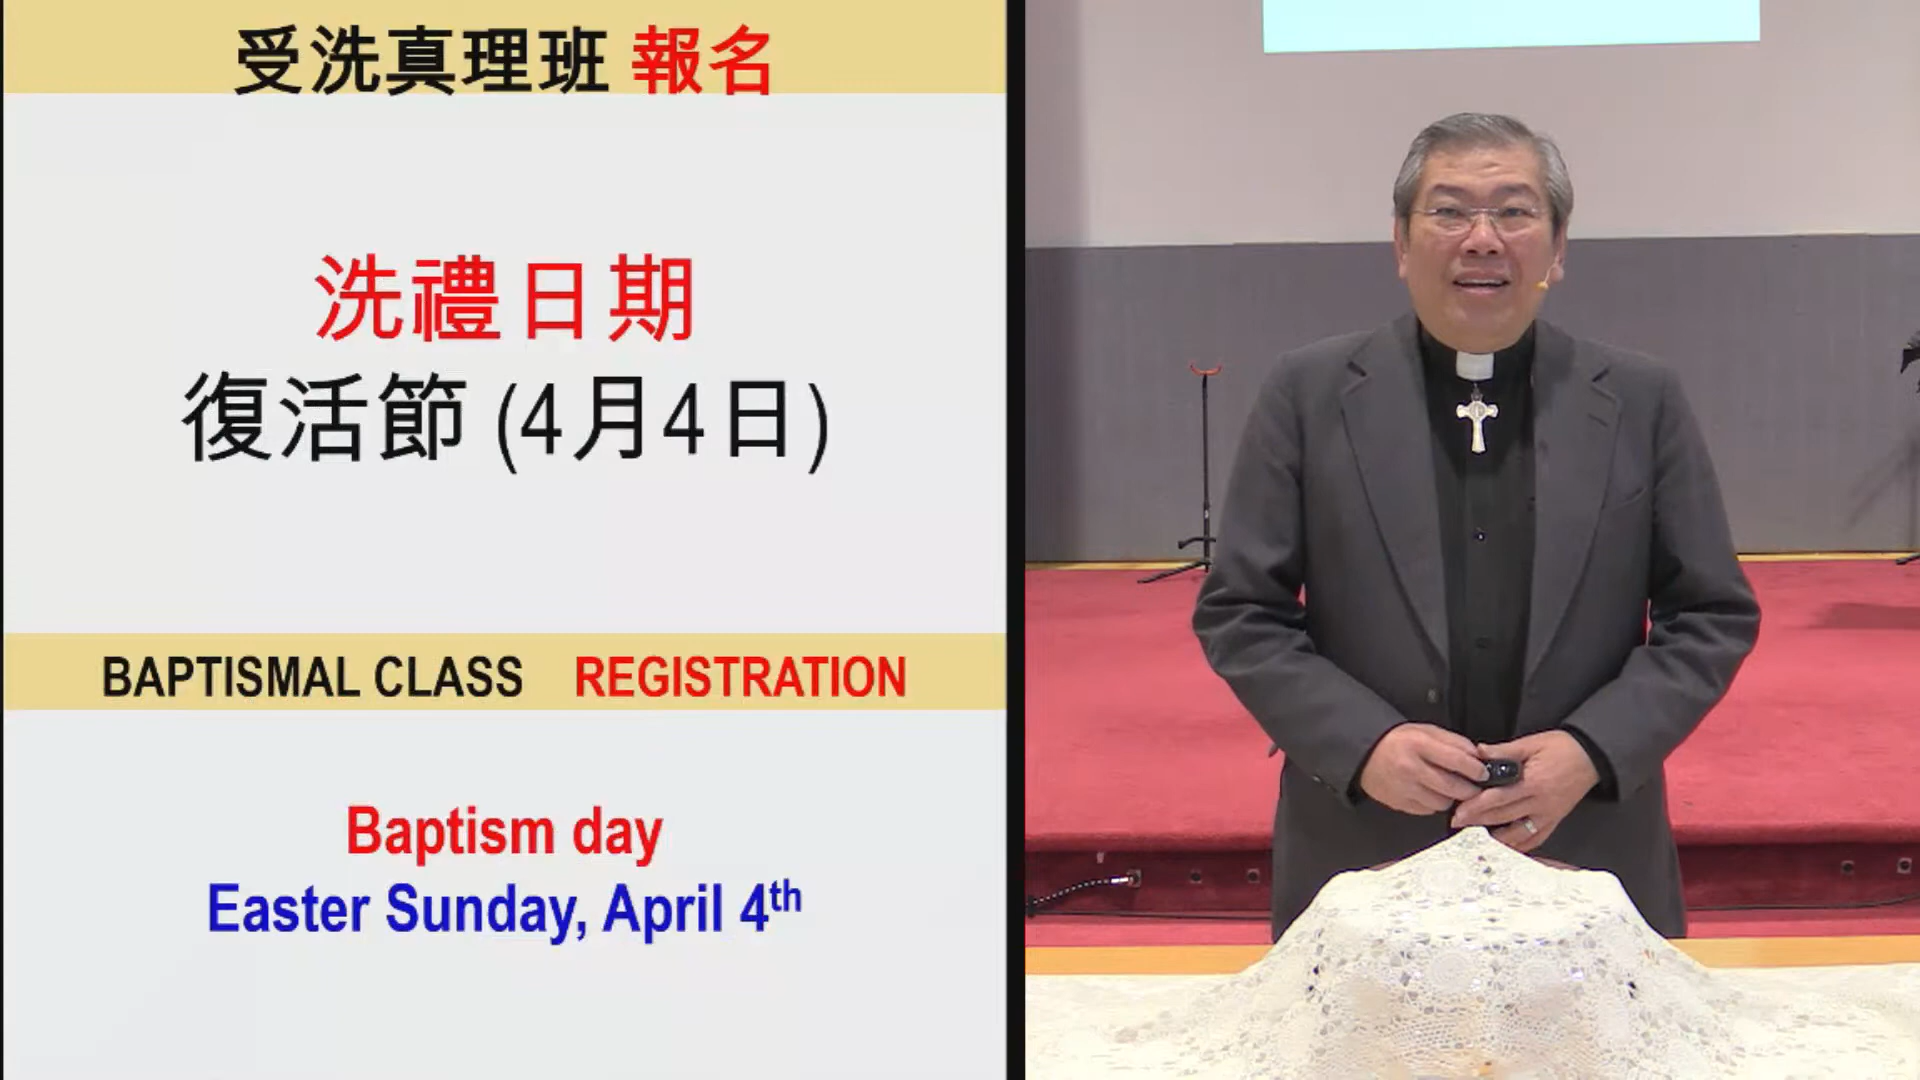 受洗真理班 報名
洗禮日期
復活節 (4月4日)
BAPTISMAL CLASS REGISTRATION
Baptism day
Easter Sunday, April 4th